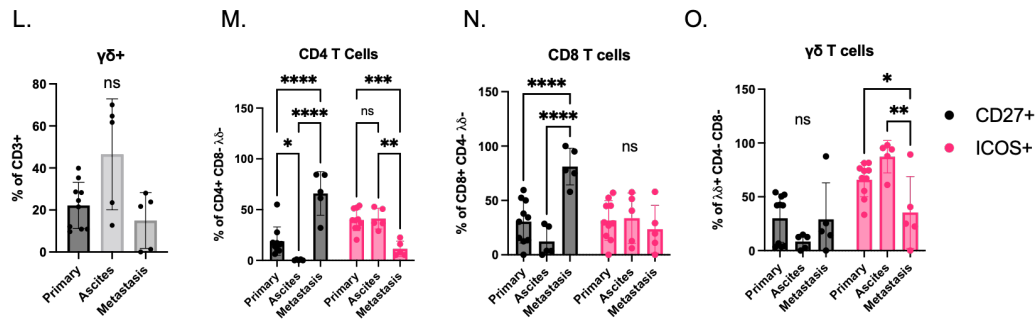 L.
γδ+
% of CD3+
80
60
40
20
0
ns
Primary
Ascites
Metastasis
M.
CD4 T Cells
% of CD4+ CD8- λδ-
150
100
50
0
****
***
****
ns
*
**
Primary
Ascites
Metastasis
Primary
Ascites
Metastasis
N.
CD8 T cells
% of CD8+ CD4- λδ-
150
100
50
0
****
****
ns
Primary
Ascites
Metastasis
Primary
Ascites
Metastasis
O.
γδ T cells
% of λδ+ CD4- CD8-
150
100
50
0
*
ns
**
Primary
Ascites
Metastasis
Primary
Ascites
Metastasis
CD27+
ICOS+